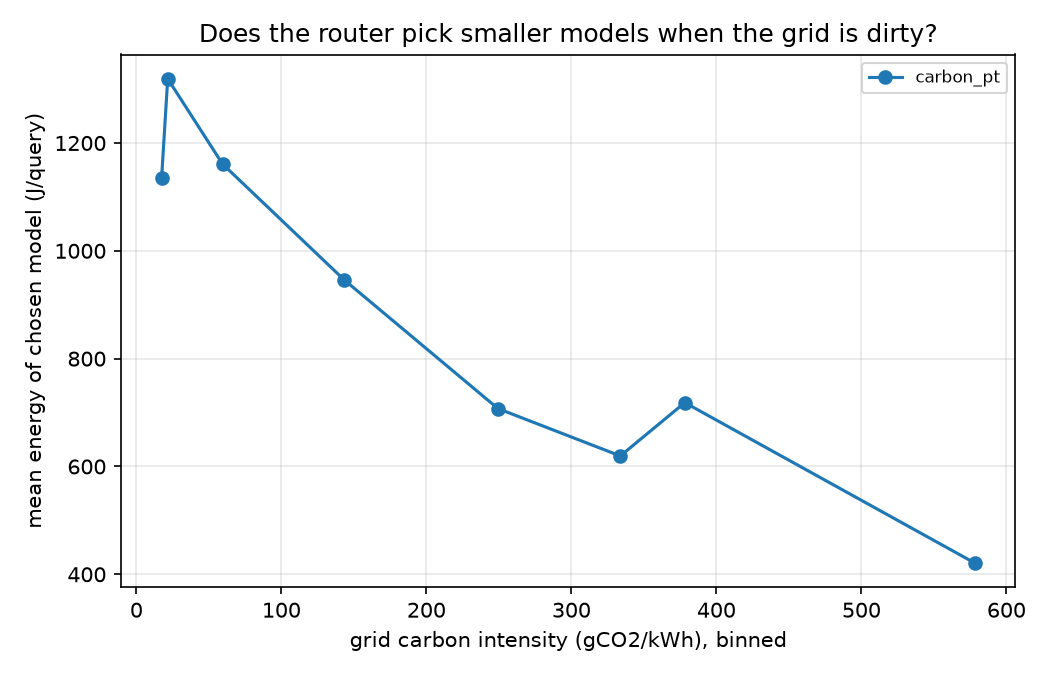 Does the router pick smaller models when the grid is dirty?
carbon_pt
mean energy of chosen model (J/query)
1200
1000
800
600
400
0 100 200 300 400 500 600
grid carbon intensity (gCO2/kWh), binned